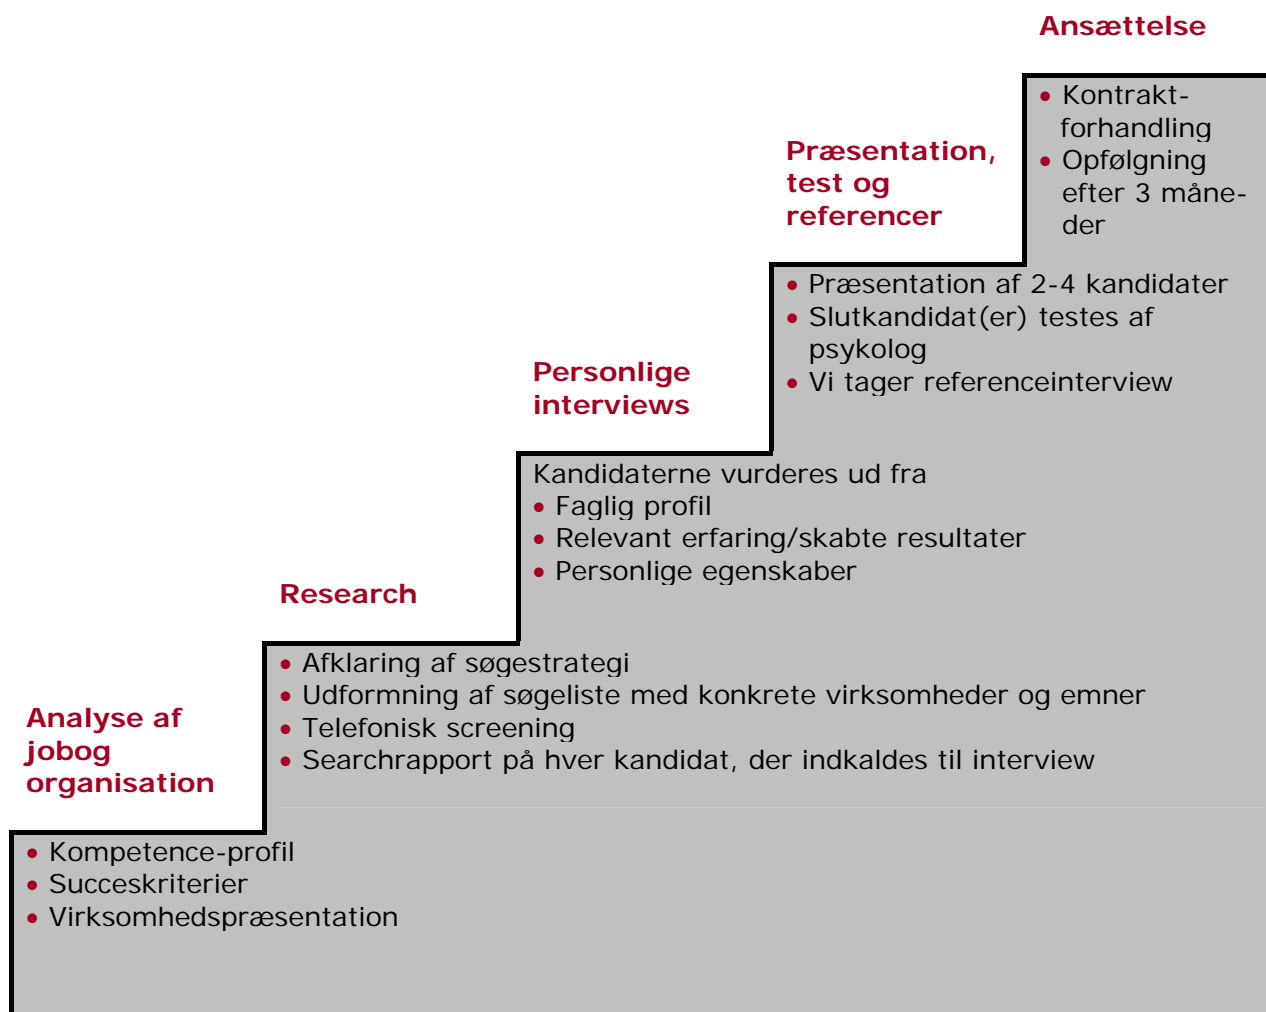 Ansættelse
• Kontrakt-
forhandling
• Opfølgning
efter 3 måne-
der
Præsentation,
test og
referencer
• Præsentation af 2-4 kandidater
• Slutkandidat(er) testes af
psykolog
• Vi tager referenceinterview
Personlige
interviews
Kandidaterne vurderes ud fra
• Faglig profil
• Relevant erfaring/skabte resultater
• Personlige egenskaber
Research
• Afklaring af søgestrategi
• Udformning af søgeliste med konkrete virksomheder og emner
• Telefonisk screening
• Searchrapport på hver kandidat, der indkaldes til interview
Analyse af
jobog
organisation
• Kompetence-profil
• Succeskriterier
• Virksomhedspræsentation